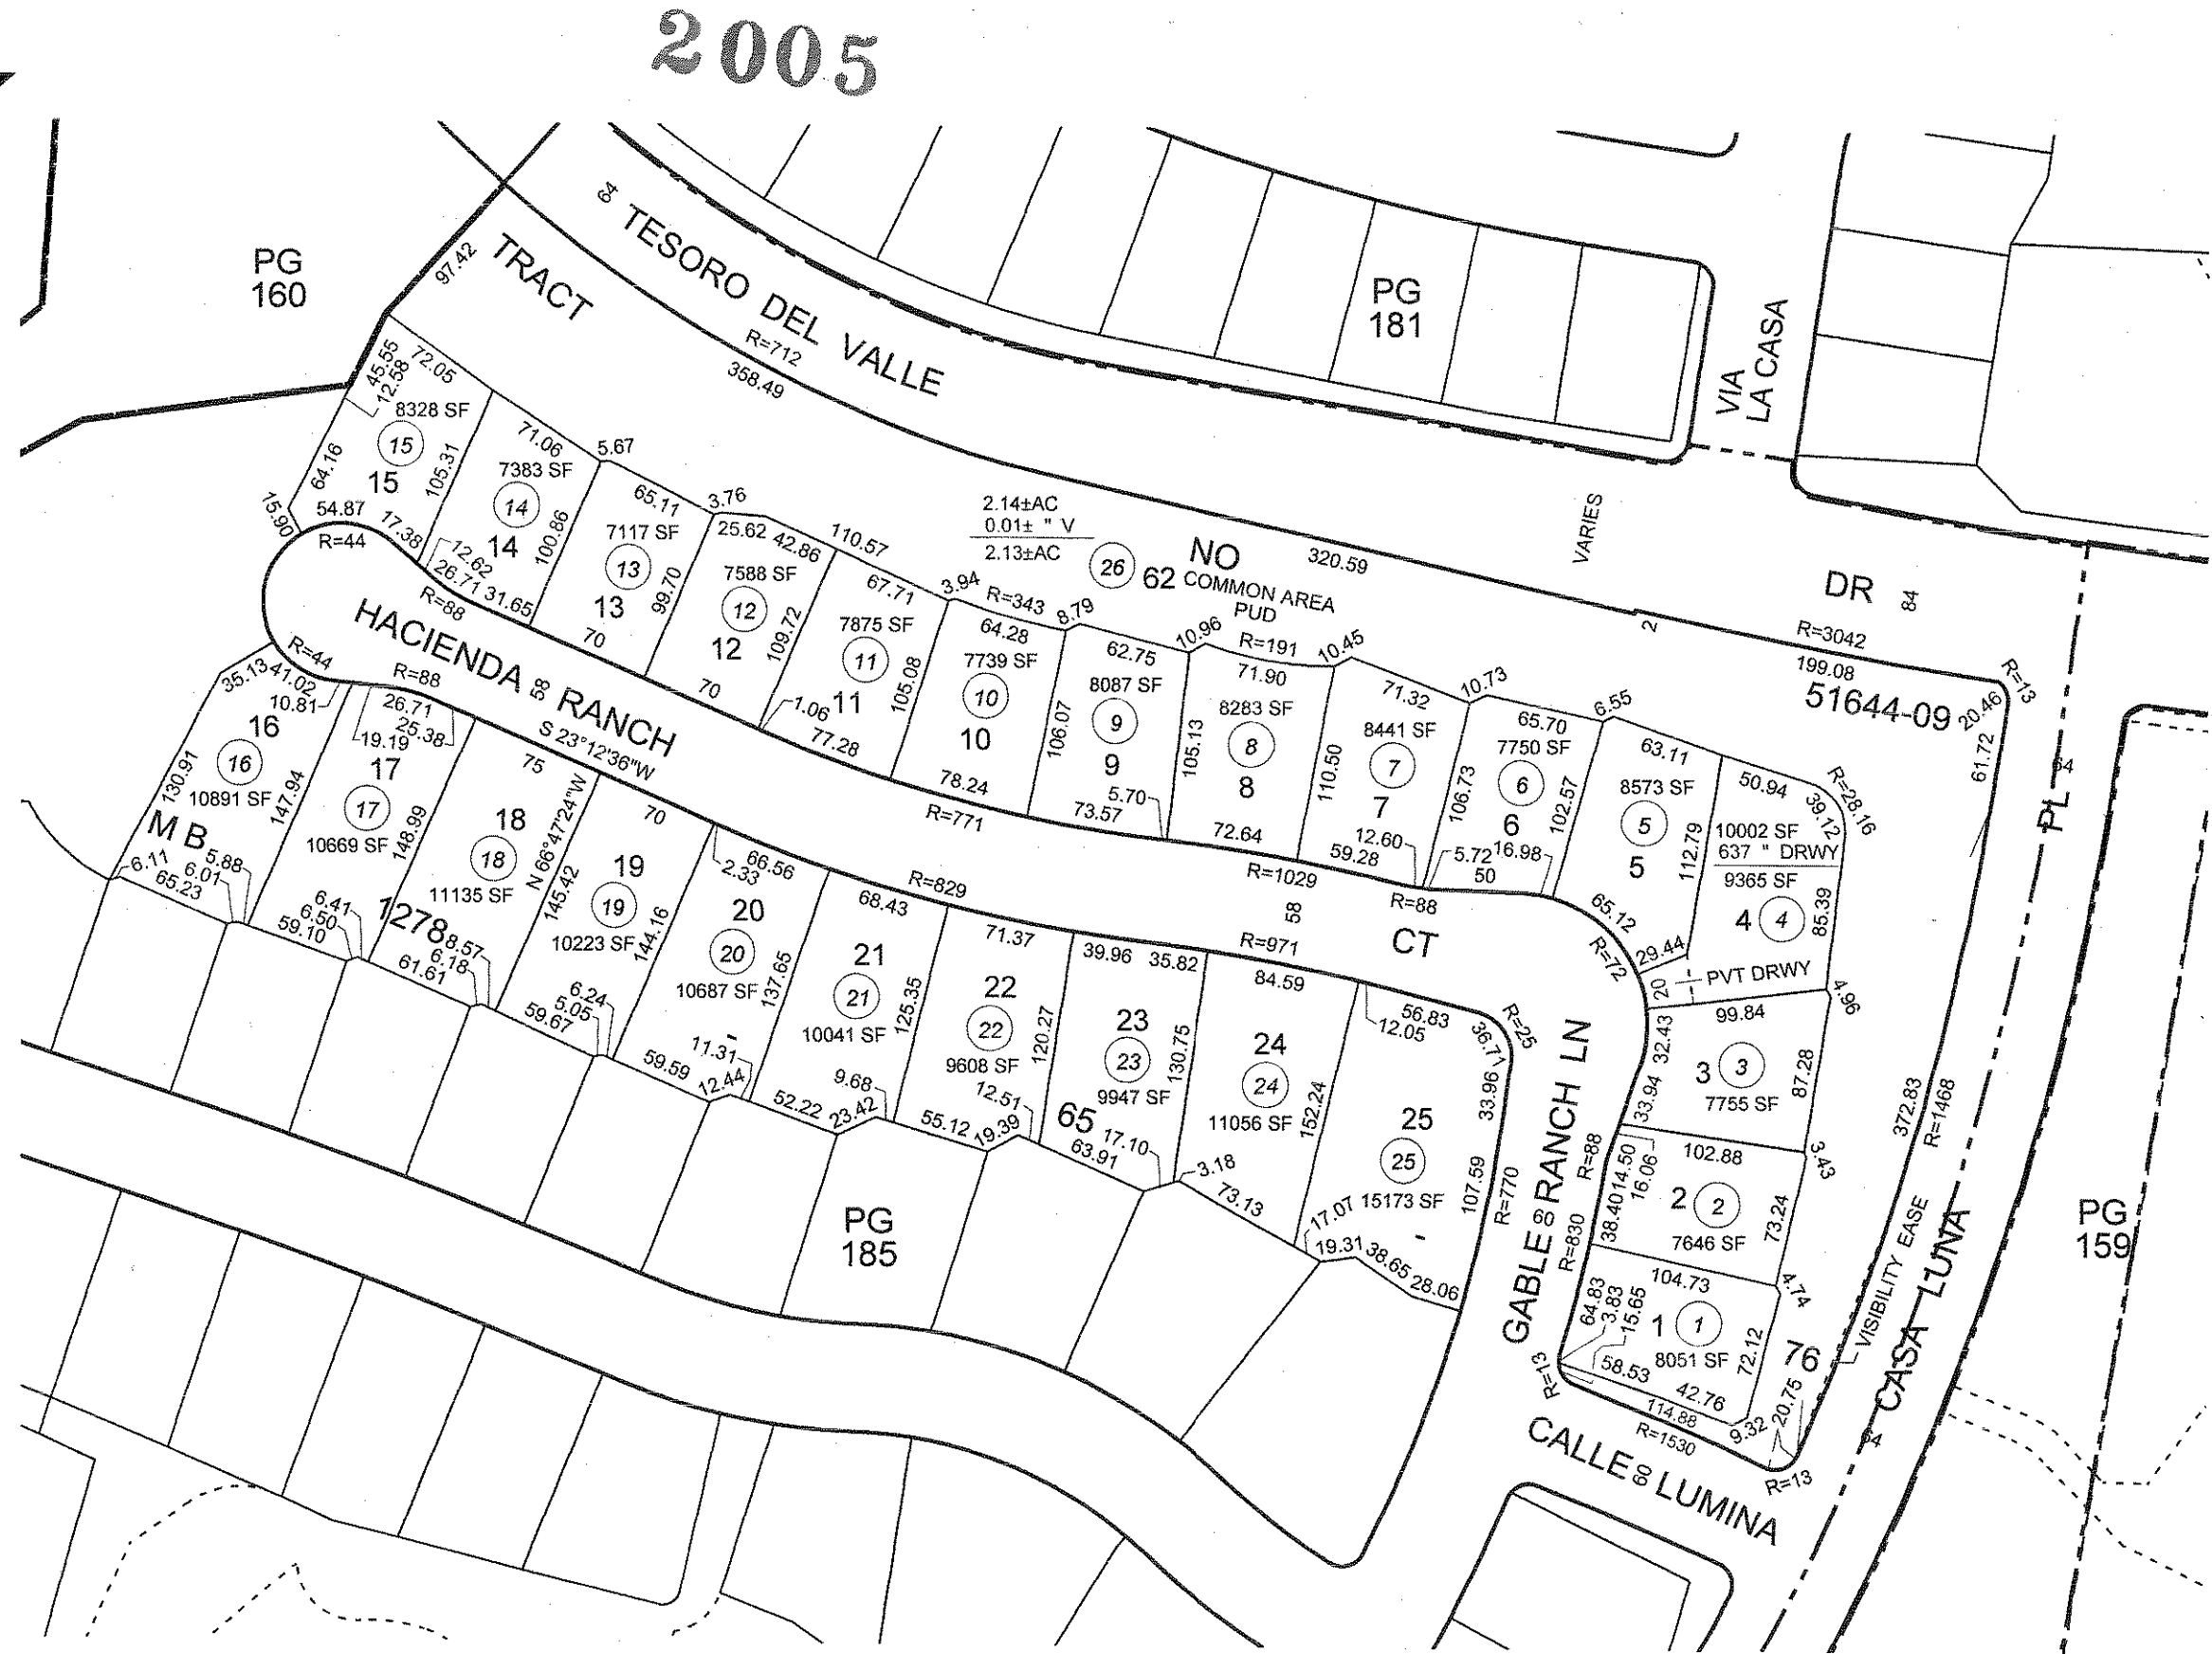 2005
PG
160
97.42
TRACT
64
TESORO DEL VALLE
R=712
358.49
PG
181
VIA
LA CASA
VARIES
45.55
12.58
72.05
8328 SF
15
15
64.16
105.31
15.90
54.87
17.38
R=44
71.06
5.67
7383 SF
14
14
100.86
12.62
26.71
31.65
R=88
65.11
3.76
7117 SF
13
13
99.70
70
25.62
42.86
110.57
7588 SF
12
12
109.72
70
67.71
3.94
7875 SF
11
11
105.08
1.06
77.28
2.14±AC
0.01± " V
2.13±AC
26
62
NO
COMMON AREA
PUD
320.59
R=343
8.79
64.28
7739 SF
10
10
106.07
78.24
R=771
62.75
10.96
8087 SF
9
9
105.13
5.70
73.57
R=191
10.45
71.90
8283 SF
8
8
110.50
72.64
71.32
10.73
8441 SF
7
7
106.73
12.60
59.28
R=1029
65.70
6.55
7750 SF
6
6
102.57
5.72
16.98
50
R=88
63.11
8573 SF
5
5
112.79
65.12
R=72
29.44
2
DR
84
R=3042
199.08
51644-09
R=13
20.46
61.72
64
PL
50.94
R=28.16
39.12
10002 SF
637 " DRWY
9365 SF
4
4
85.39
PVT DRWY
20
4.96
99.84
32.43
3
3
7755 SF
87.28
33.94
3.43
102.88
14.50
16.06
2
2
7646 SF
73.24
38.40
R=88
R=830
104.73
4.74
64.83
3.83
15.65
1
1
8051 SF
72.12
58.53
42.76
114.88
9.32
20.75
76
R=13
R=1530
R=13
372.83
R=1468
VISIBILITY EASE
CASA LUNA
64
PG
159
CALLE 60 LUMINA
GABLE 60 RANCH LN
R=770
HACIENDA 58 RANCH
S 23°12'36"W
CT
58
R=971
R=829
R=44
35.13
41.02
10.81
16
16
10891 SF
130.91
147.94
M B
6.11
65.23
6.01
5.88
R=88
26.71
25.38
19.19
17
17
10669 SF
148.99
59.10
6.50
6.41
1278
75
18
18
11135 SF
N 66°47'24"W
145.42
8.57
6.18
61.61
70
19
19
10223 SF
144.16
6.24
5.05
59.67
2.33
66.56
20
20
10687 SF
137.65
59.59
11.31
12.44
68.43
21
21
10041 SF
125.35
9.68
52.22
23.42
71.37
22
22
9608 SF
120.27
12.51
55.12
19.39
39.96
35.82
23
23
9947 SF
130.75
65
17.10
63.91
84.59
24
24
11056 SF
152.24
3.18
73.13
56.83
12.05
R=25
36.71
33.96
25
25
15173 SF
107.59
17.07
19.31
38.65
28.06
PG
185